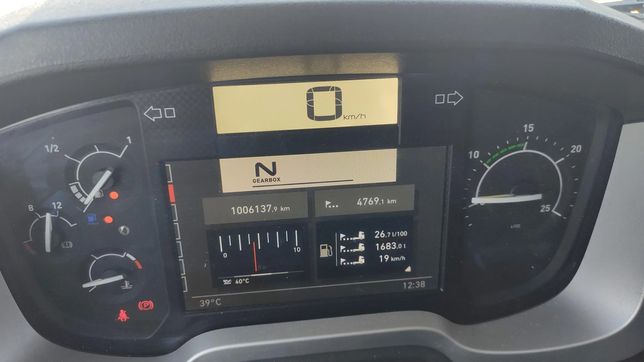 0 km/h
1/2 1
10 15 20 25
N
GEARBOX
8 12
1006137.9 km 4769.1 km
0 10
26.7 l/100
1683.0 l
19 km/h
40°C
39°C 12:38